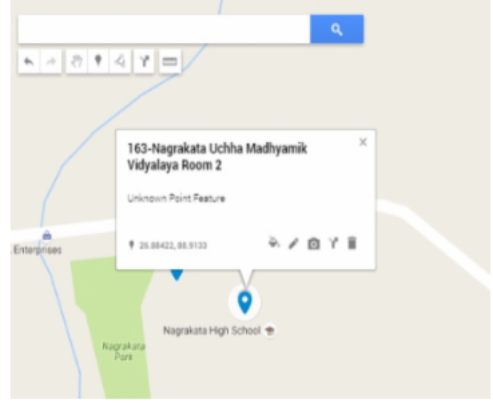 163-Nagrakata Uchha Madhyamik
Vidyalaya Room 2
Unknown Point Feature
26.88422, 88.9133
Enterprises
Nagrakata High School
Nagrakata
Park